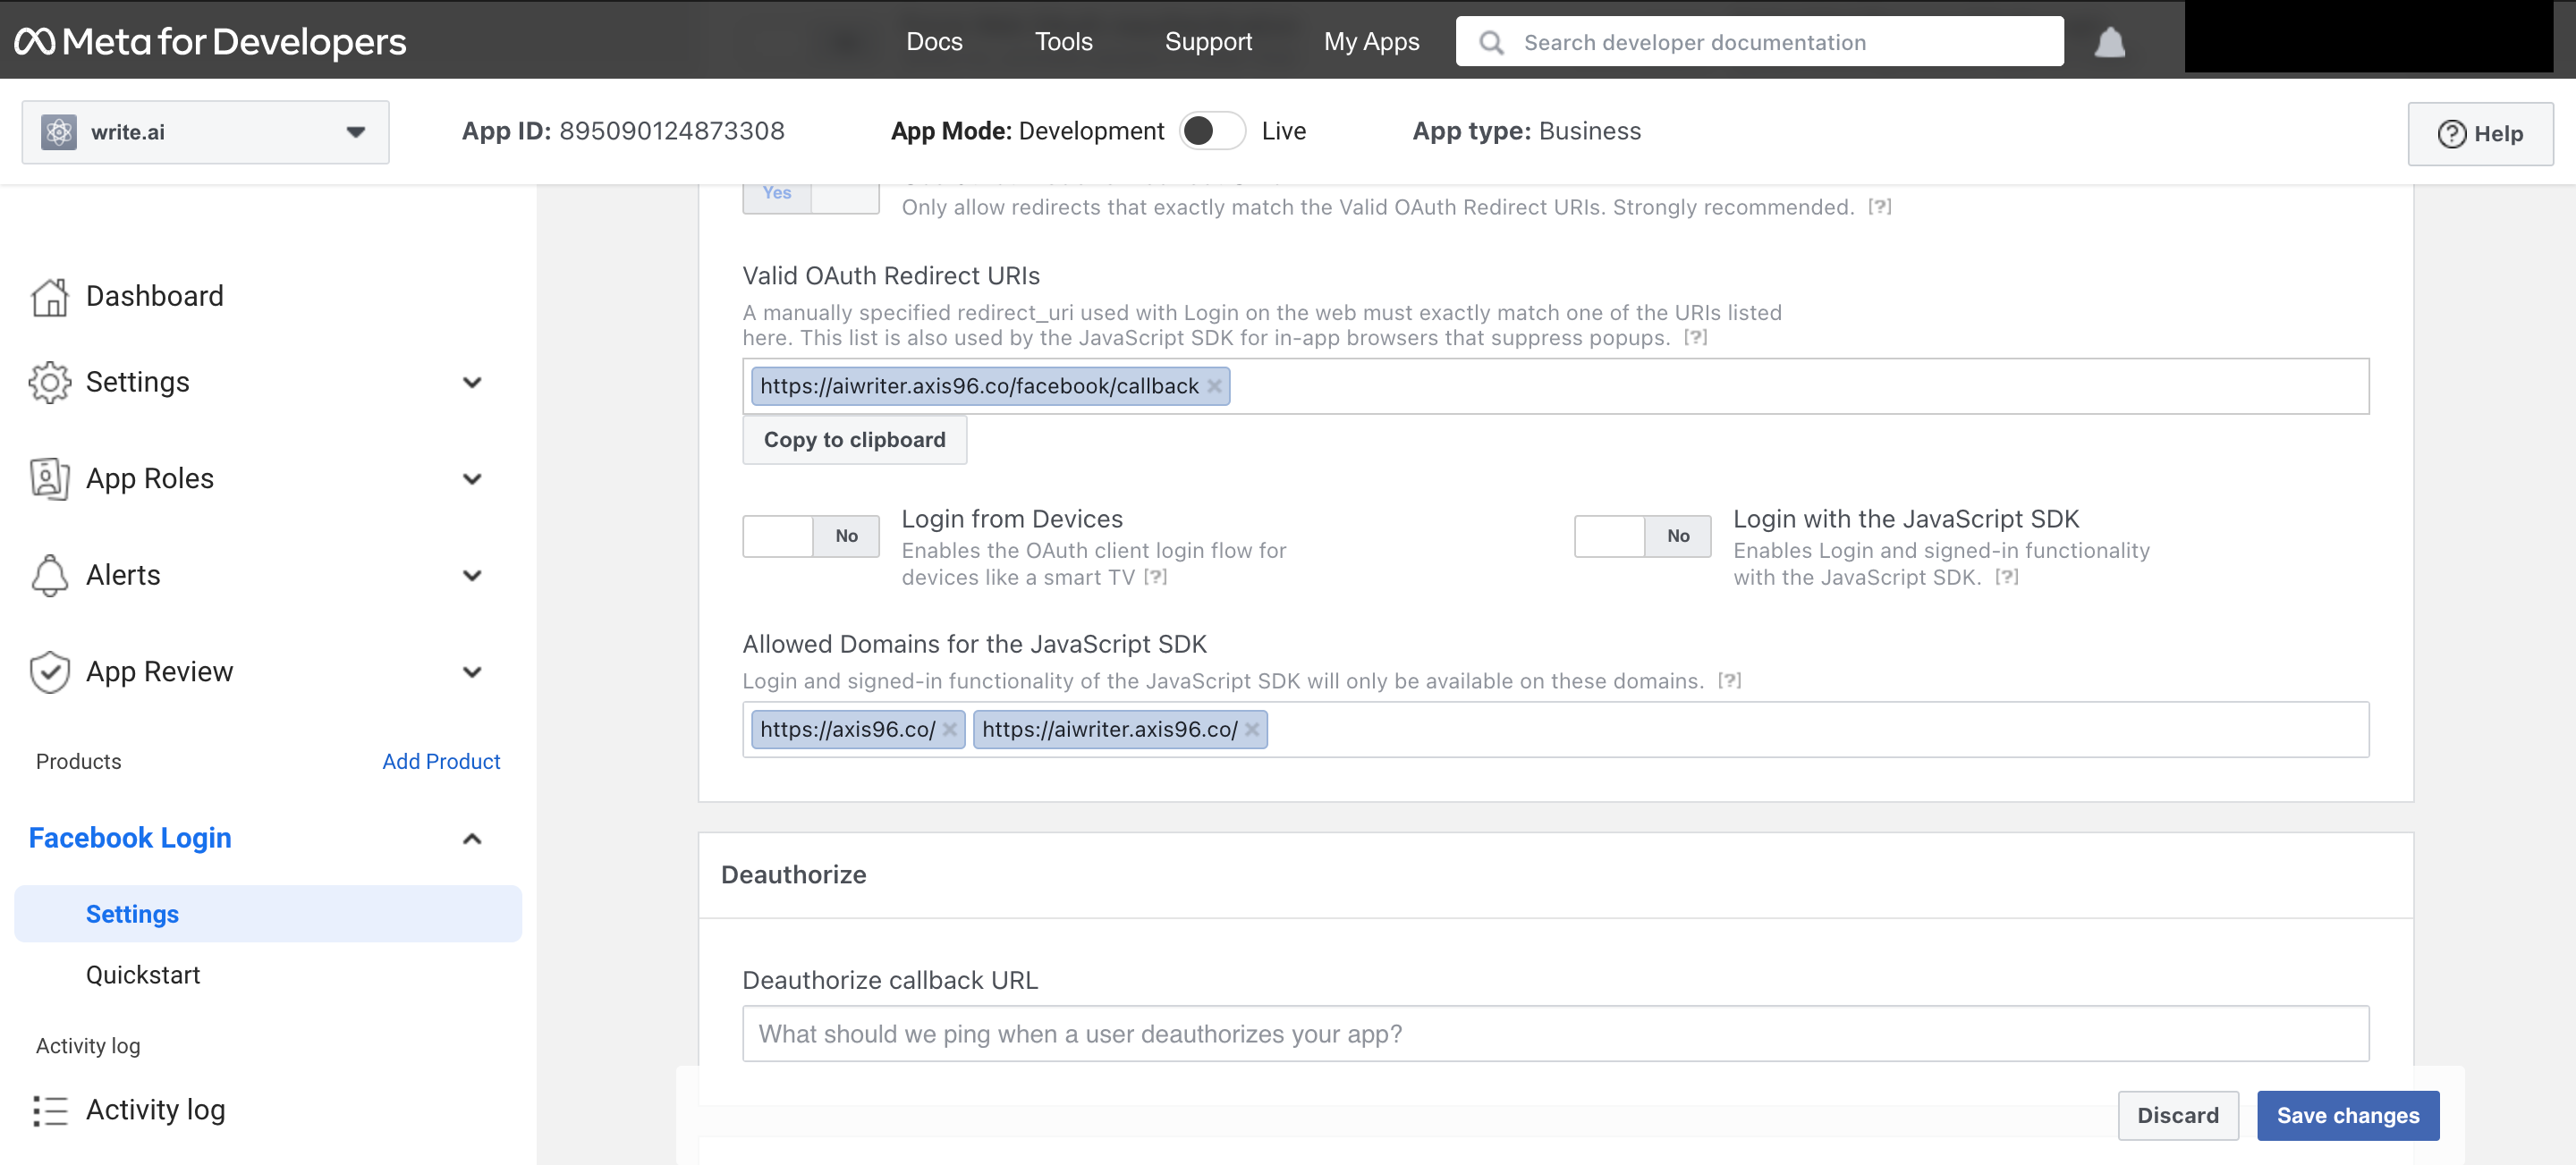 Meta for Developers
Docs
Tools
Support
My Apps
Search developer documentation
write.ai
App ID: 895090124873308
App Mode: Development
Live
App type: Business
Help
Dashboard
Settings
App Roles
Alerts
App Review
Products
Add Product
Facebook Login
Settings
Quickstart
Activity log
Activity log
Yes
Only allow redirects that exactly match the Valid OAuth Redirect URIs. Strongly recommended. [?]
Valid OAuth Redirect URIs
A manually specified redirect_uri used with Login on the web must exactly match one of the URIs listed
here. This list is also used by the JavaScript SDK for in-app browsers that suppress popups. [?]
https://aiwriter.axis96.co/facebook/callback
Copy to clipboard
No
Login from Devices
Enables the OAuth client login flow for
devices like a smart TV [?]
No
Login with the JavaScript SDK
Enables Login and signed-in functionality
with the JavaScript SDK. [?]
Allowed Domains for the JavaScript SDK
Login and signed-in functionality of the JavaScript SDK will only be available on these domains. [?]
https://axis96.co/
https://aiwriter.axis96.co/
Deauthorize
Deauthorize callback URL
What should we ping when a user deauthorizes your app?
Discard
Save changes